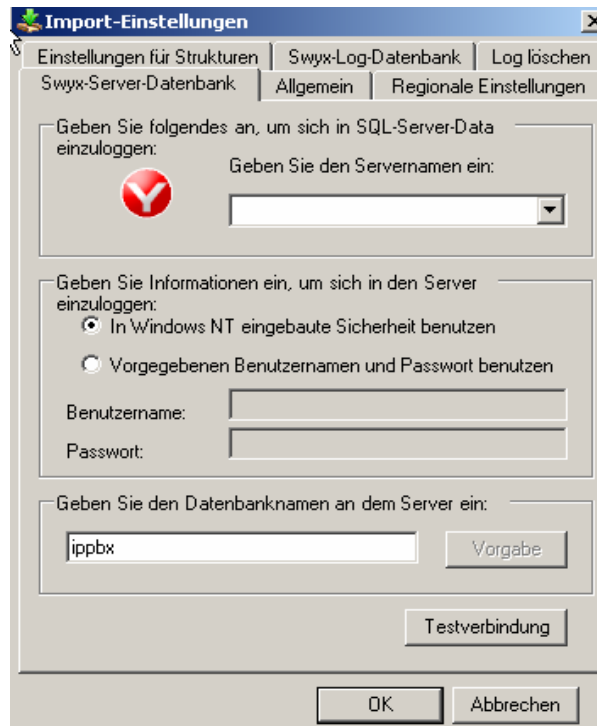 Import-Einstellungen
Einstellungen für Strukturen
Swyx-Log-Datenbank
Log löschen
Swyx-Server-Datenbank
Allgemein
Regionale Einstellungen
Geben Sie folgendes an, um sich in SQL-Server-Data
einzuloggen:
Geben Sie den Servernamen ein:
Geben Sie Informationen ein, um sich in den Server
einzuloggen:
In Windows NT eingebaute Sicherheit benutzen
Vorgegebenen Benutzernamen und Passwort benutzen
Benutzername:
Passwort:
Geben Sie den Datenbanknamen an dem Server ein:
ippbx
Vorgabe
Testverbindung
OK
Abbrechen